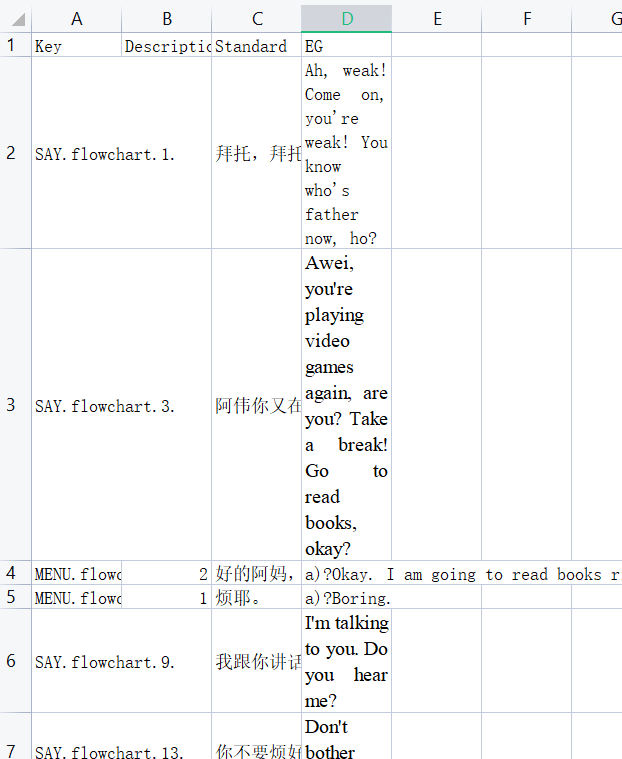 A B C D E F G
1 Key Descriptic Standard EG
2 SAY.flowchart.1. 拜托，拜托
Ah, weak!
Come on,
you're
weak! You
know
who's
father
now, ho?
3 SAY.flowchart.3. 阿伟你又在
Awei,
you're
playing
video
games
again, are
you? Take
a break!
Go to
read
books,
okay?
4 MENU.flowc 2 好的阿妈， a)?Okay. I am going to read books r
5 MENU.flowc 1 烦耶。 a)?Boring.
6 SAY.flowchart.9. 我跟你讲话
I'm talking
to you. Do
you hear
me?
7 SAY.flowchart.13. 你不要烦好
Don't
bother